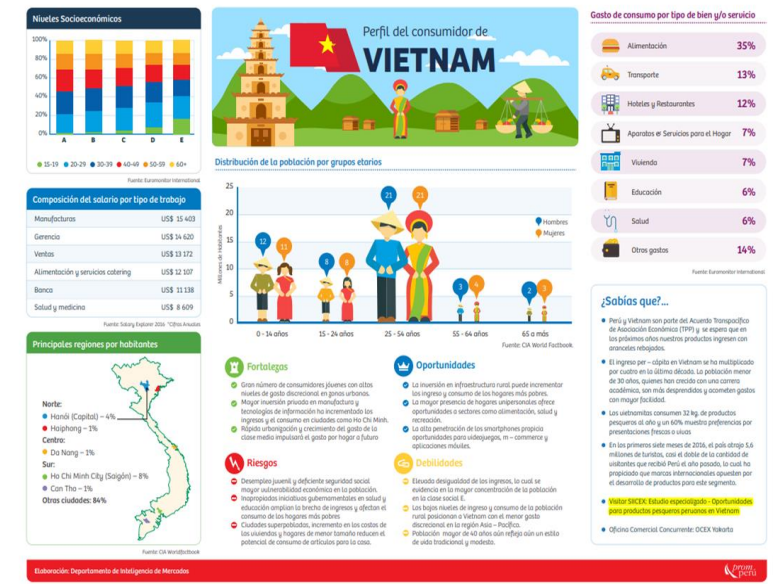 Niveles Socioeconómicos
100%
80%
60%
40%
20%
0%
A B C D E
15-19 20-29 30-39 40-49 50-59 60+
Fuente: Euromonitor International
Composición del salario por tipo de trabajo
Manufacturas US$ 15 403
Gerencia US$ 14 620
Ventas US$ 13 172
Alimentación y servicios catering US$ 12 107
Banca US$ 11 138
Salud y medicina US$ 8 609
Fuente: Salary Explorer 2016 *Cifras Anuales
Principales regiones por habitantes
Norte:
Hanói (Capital) – 4%
Haiphong – 1%
Centro:
Da Nang – 1%
Sur:
Ho Chi Minh City (Saigón) – 8%
Can Tho – 1%
Otras ciudades: 84%
Fuente: CIA Worldfactbook
Perfil del consumidor de
VIETNAM
Distribución de la población por grupos etarios
Millones de Habitantes
25
20
15
10
5
0
12 11
8 8
21 21
3 4
2 3
Hombres
Mujeres
0 - 14 años 15 - 24 años 25 - 54 años 55 - 64 años 65 a más
Fuente: CIA World Factbook
Fortalezas
Gran número de consumidores jóvenes con altos
niveles de gasto discrecional en zonas urbanas.
Mayor inversión privada en manufactura y
tecnologías de información ha incrementado los
ingresos y el consumo en ciudades como Ho Chi Minh.
Rápida urbanización y crecimiento del gasto de la
clase media impulsará el gasto por hogar a futuro
Oportunidades
La inversión en infraestructura rural puede incrementar
los ingreso y consumo de los hogares más pobres.
La mayor presencia de hogares unipersonales ofrece
oportunidades a sectores como alimentación, salud y
recreación.
La alta penetración de los smartphones propicia
oportunidades para videojuegos, m – commerce y
aplicaciones móviles.
Riesgos
Desempleo juvenil y deficiente seguridad social
mayor vulnerabilidad económica en la población.
Inapropiadas iniciativas gubernamentales en salud y
educación amplían la brecha de ingresos y afectan el
consumo de los hogares más pobres
Ciudades superpobladas, incremento en los costos de
las viviendas y hogares de menor tamaño reducen el
potencial de consumo de artículos para la casa.
Debilidades
Elevada desigualdad de los ingresos, lo cual se
evidencia en la mayor concentración de la población
en la clase social E.
Los bajos niveles de ingreso y consumo de la población
rural posicionan a Vietnam con el menor gasto
discrecional en la región Asia – Pacífica.
Población mayor de 40 años aún refleja aún un estilo
de vida tradicional y modesto.
Gasto de consumo por tipo de bien y/o servicio
Alimentación 35%
Transporte 13%
Hoteles y Restaurantes 12%
Aparatos & Servicios para el Hogar 7%
Vivienda 7%
Educación 6%
Salud 6%
Otros gastos 14%
Fuente: Euromonitor International
¿Sabías que?...
Perú y Vietnam son parte del Acuerdo Transpacífico
de Asociación Económica (TPP) y se espera que en
los próximos años nuestros productos ingresen con
aranceles rebajados.
El ingreso per – cápita en Vietnam se ha multiplicado
por cuatro en la última década. La población menor
de 30 años, quienes han crecido con una carrera
académica, son más desprendidos y acometen gastos
con mayor facilidad.
Los vietnamitas consumen 32 kg. de productos
pesqueros al año y un 60% muestra preferencias por
presentaciones frescas o vivas
En los primeros siete meses de 2016, el país atrajo 5,6
millones de turistas, casi el doble de la cantidad de
visitantes que recibió Perú el año pasado, lo cual ha
propiciado que marcas internacionales apuesten por
el desarrollo de productos para este segmento.
Visitar SIICEX: Estudio especializado – Oportunidades
para productos pesqueros peruanos en Vietnam
Oficina Comercial Concurrente: OCEX Yakarta
Elaboración: Departamento de Inteligencia de Mercados
prom
perú